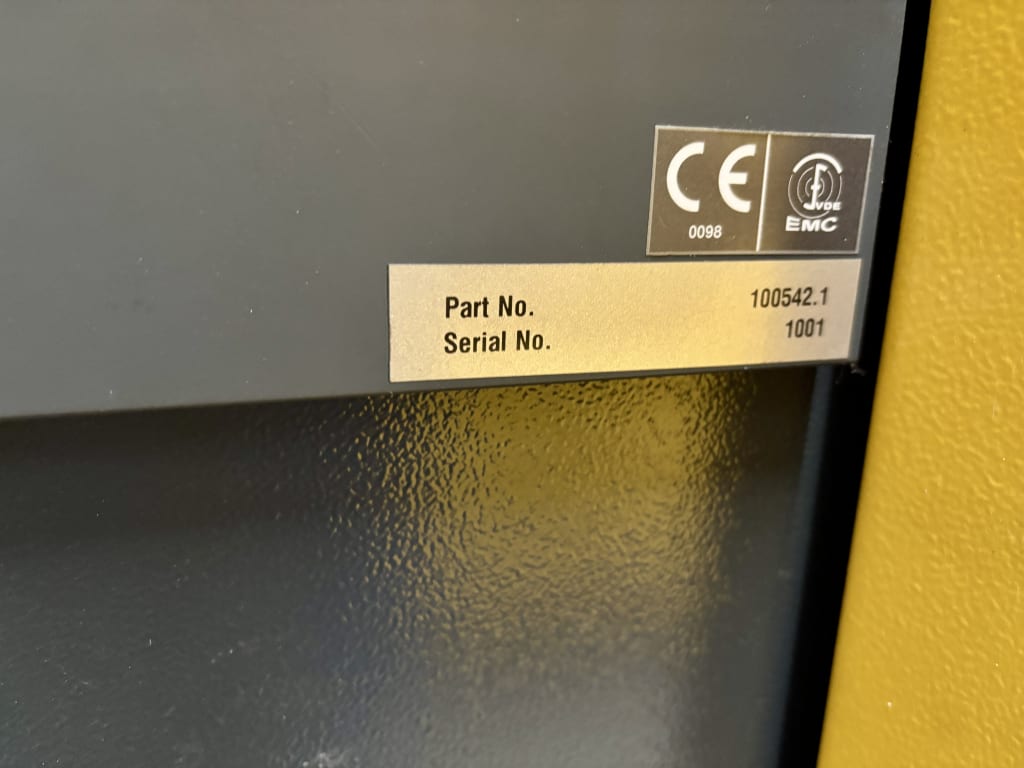 CE
0098
VDE
EMC
Part No. 100542.1
Serial No. 1001